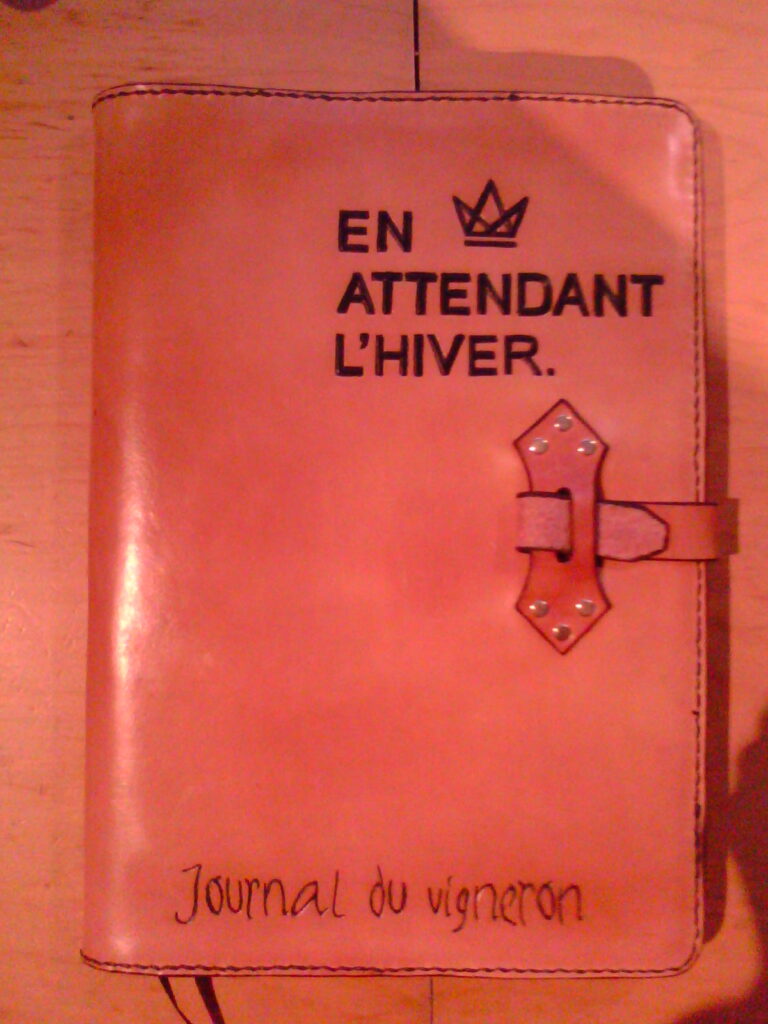 EN
ATTENDANT
L'HIVER.
Journal du vigneron